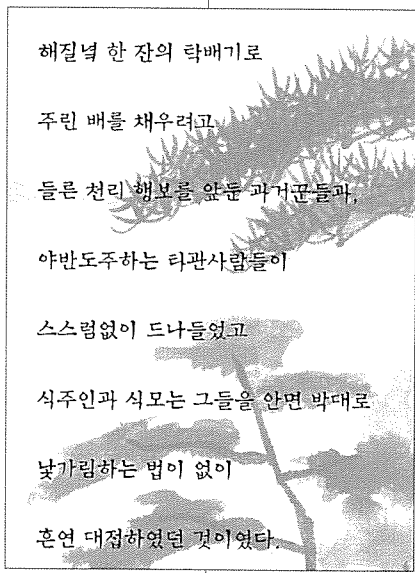 해질녘 한 잔의 탁배기로
주린 배를 채우려고
들른 천리 행보를 앞둔 과거꾼들과,
야반도주하는 타관사람들이
스스럼없이 드나들었고
식주인과 식모는 그들을 안면 박대로
낯가림하는 법이 없이
흔연 대접하였던 것이였다.